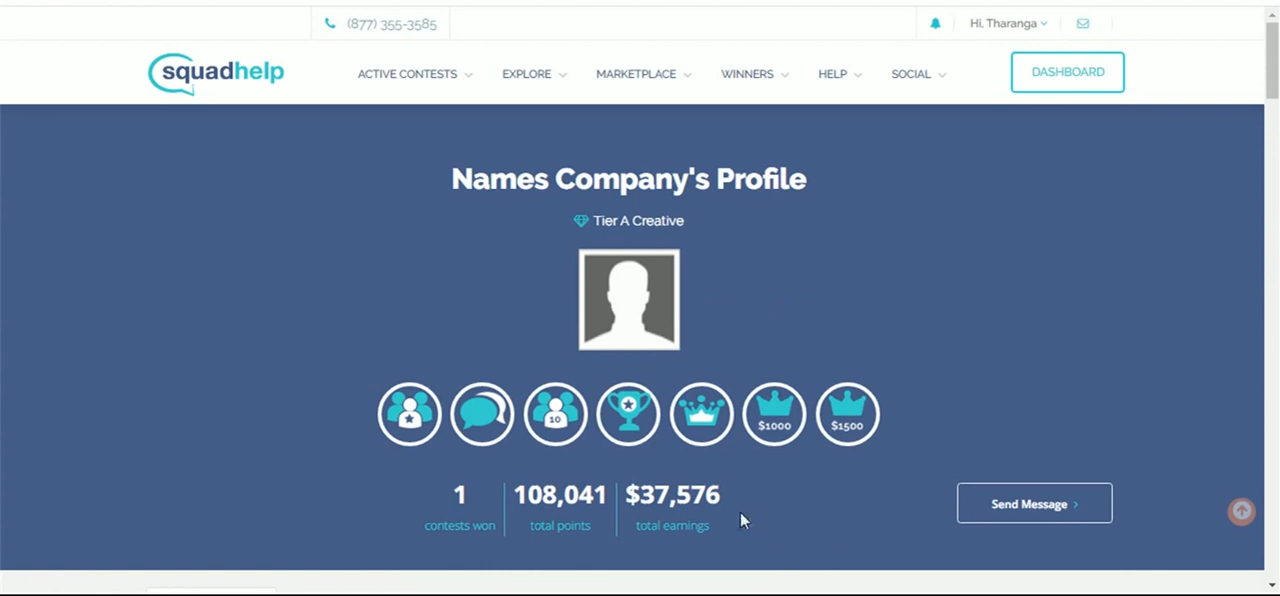 (877) 355-3585
Hi, Tharanga
squadhelp
ACTIVE CONTESTS
EXPLORE
MARKETPLACE
WINNERS
HELP
SOCIAL
DASHBOARD
Names Company's Profile
Tier A Creative
10
$1000
$1500
1
contests won
108,041
total points
$37,576
total earnings
Send Message